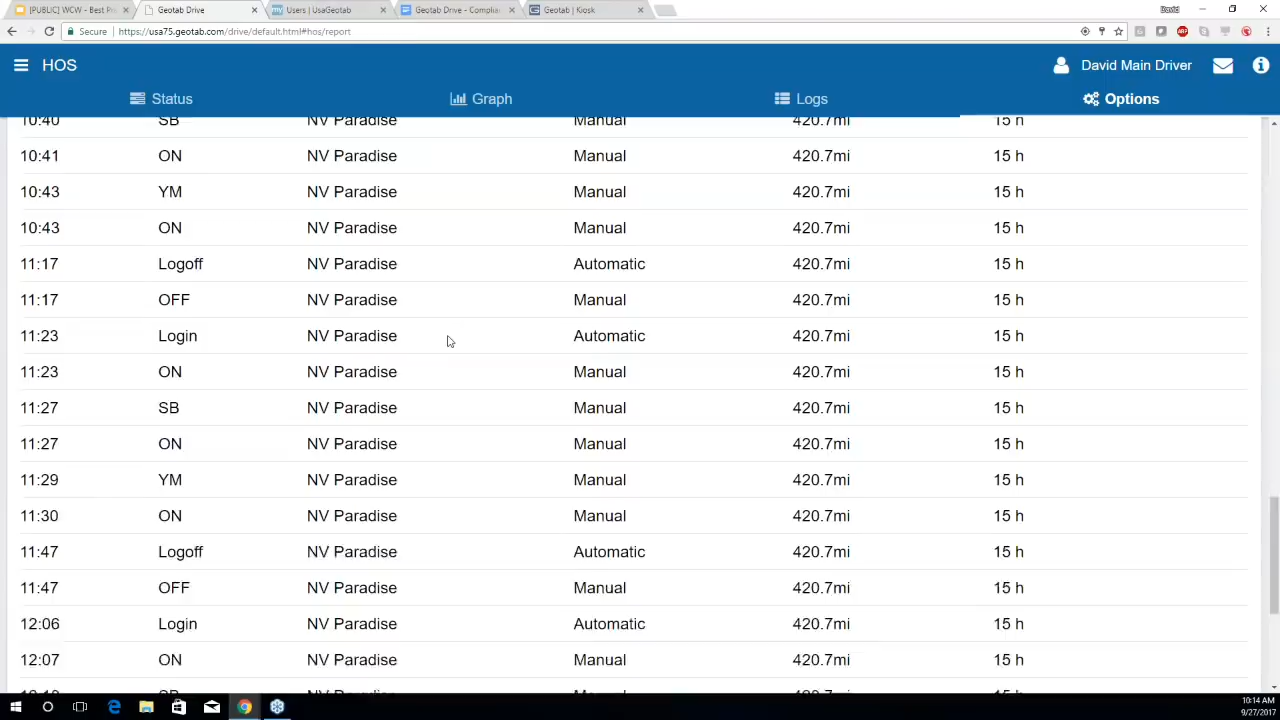 [PUBLIC] WCW - Best Pr
Geotab Drive
Users | UsaGeotab
Geotab Drive - Complian
Geotab | Kiosk
David
Secure | https://usa75.geotab.com/drive/default.html#hos/report
HOS
David Main Driver
Status
Graph
Logs
Options
10:40 SB NV Paradise Manual 420.7mi 15 h
10:41 ON NV Paradise Manual 420.7mi 15 h
10:43 YM NV Paradise Manual 420.7mi 15 h
10:43 ON NV Paradise Manual 420.7mi 15 h
11:17 Logoff NV Paradise Automatic 420.7mi 15 h
11:17 OFF NV Paradise Manual 420.7mi 15 h
11:23 Login NV Paradise Automatic 420.7mi 15 h
11:23 ON NV Paradise Manual 420.7mi 15 h
11:27 SB NV Paradise Manual 420.7mi 15 h
11:27 ON NV Paradise Manual 420.7mi 15 h
11:29 YM NV Paradise Manual 420.7mi 15 h
11:30 ON NV Paradise Manual 420.7mi 15 h
11:47 Logoff NV Paradise Automatic 420.7mi 15 h
11:47 OFF NV Paradise Manual 420.7mi 15 h
12:06 Login NV Paradise Automatic 420.7mi 15 h
12:07 ON NV Paradise Manual 420.7mi 15 h
10:14 AM
9/27/2017